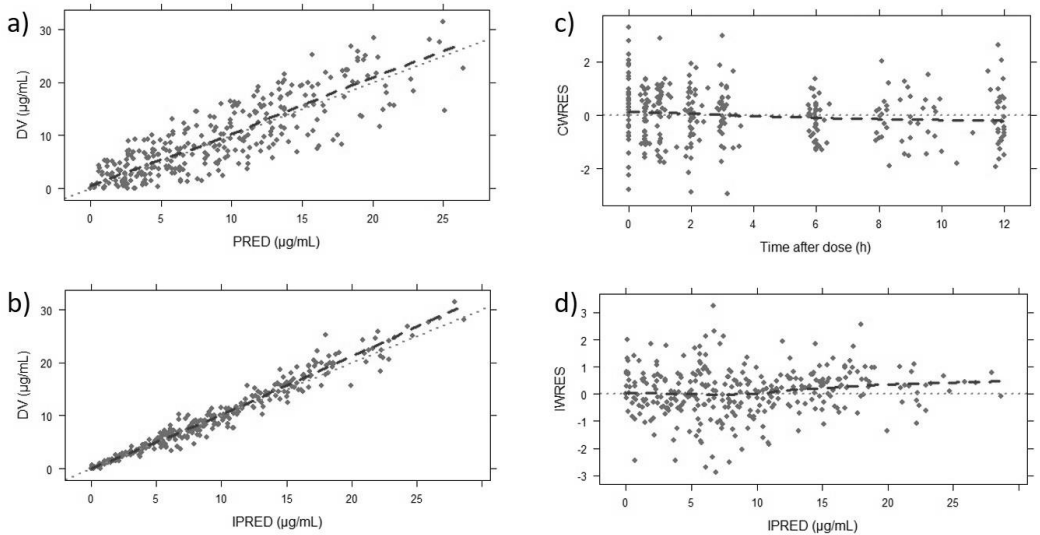 a)
DV (µg/mL)
30
20
10
0
0 5 10 15 20 25
PRED (µg/mL)
c)
CWRES
2
0
-2
0 2 4 6 8 10 12
Time after dose (h)
b)
DV (µg/mL)
30
20
10
0
0 5 10 15 20 25
IPRED (µg/mL)
d)
IWRES
3
2
1
0
-1
-2
-3
0 5 10 15 20 25
IPRED (µg/mL)